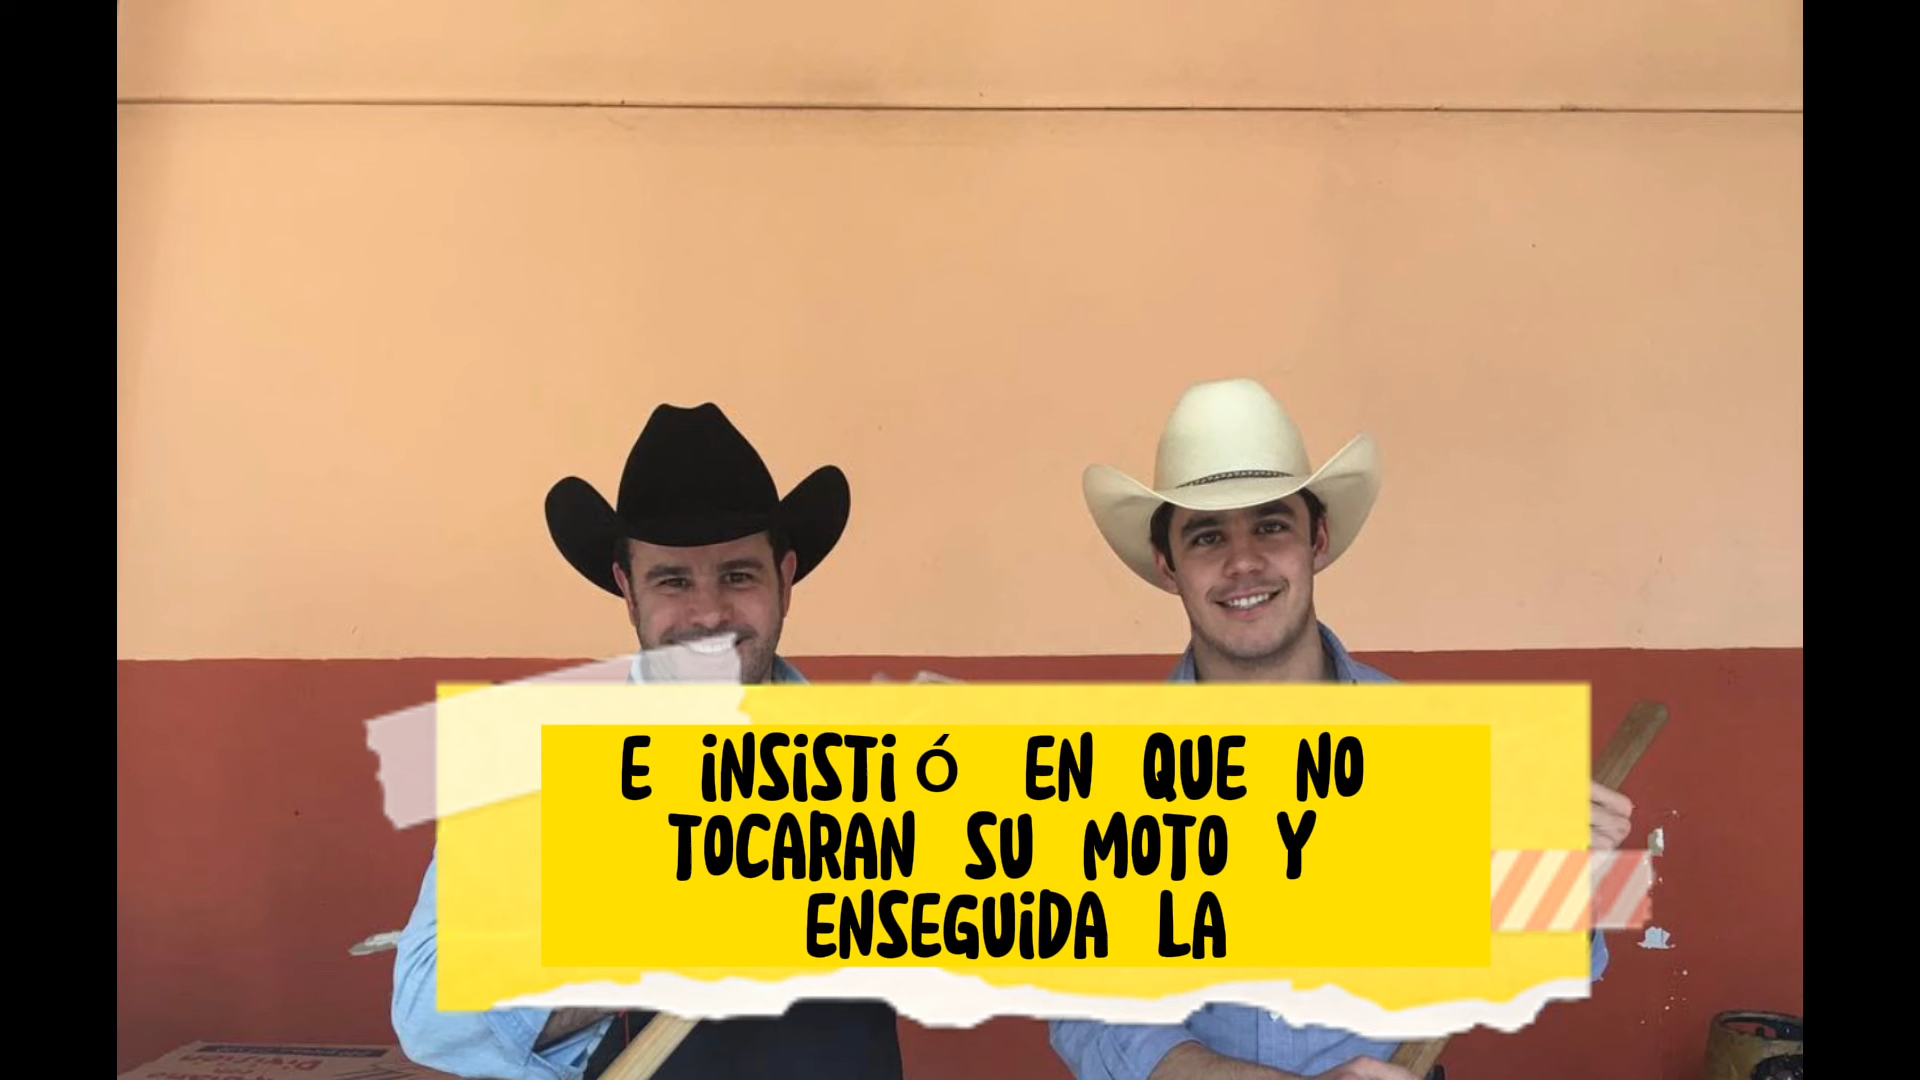 E INSISTIÓ EN QUE NO
TOCARAN SU MOTO Y
ENSEGUIDA LA